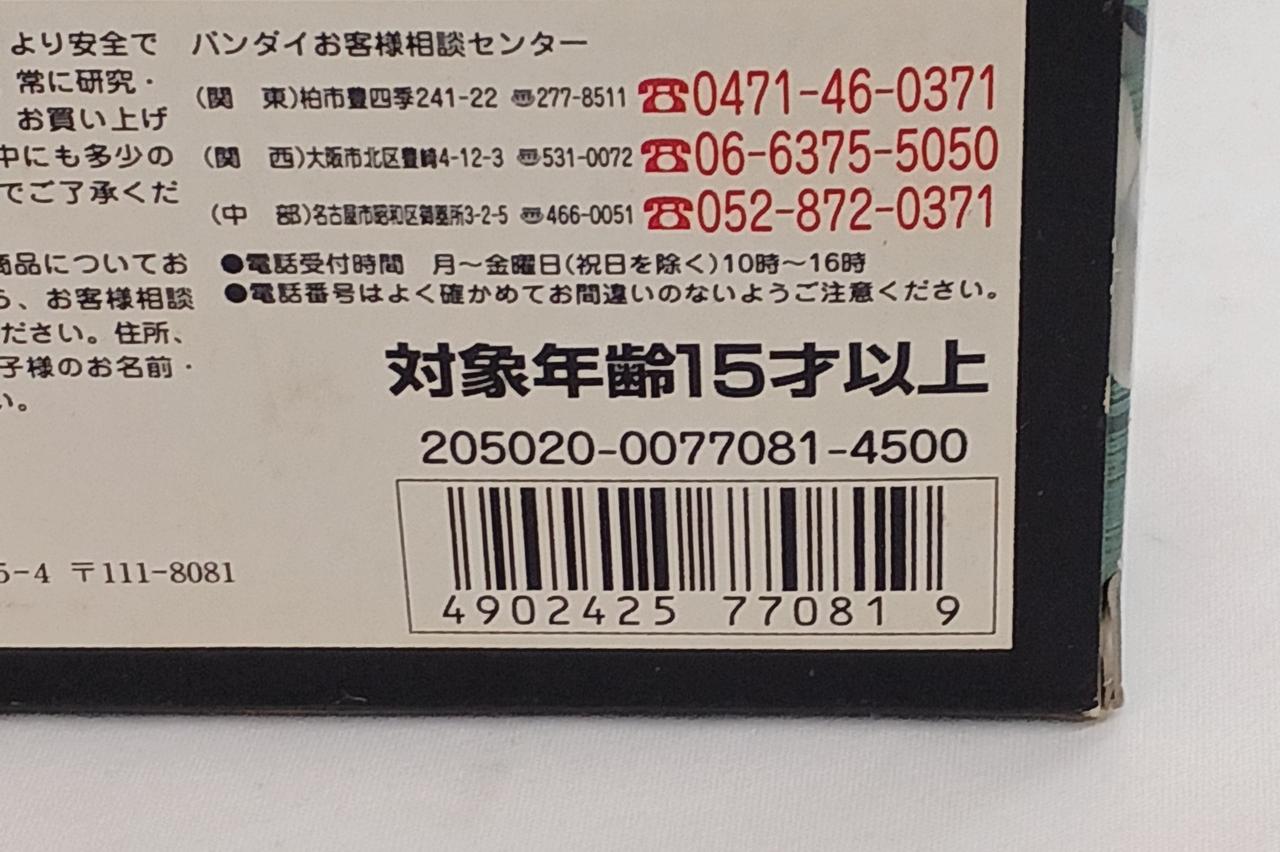 より安全で
常に研究・
お買い上げ
中にも多少の
でご了承くだ
商品についてお
ら、お客様相談
ださい。住所、
子様のお名前・
い。
5-4 〒111-8081
バンダイお客様相談センター
(関 東)柏市豊四季241-22 〠277-8511 ☎0471-46-0371
(関 西)大阪市北区豊崎4-12-3 〠531-0072 ☎06-6375-5050
(中 部)名古屋市昭和区御器所3-2-5 〠466-0051 ☎052-872-0371
●電話受付時間 月～金曜日(祝日を除く)10時～16時
●電話番号はよく確かめてお間違いのないようご注意ください。
対象年齢15才以上
205020-0077081-4500
4902425 77081 9